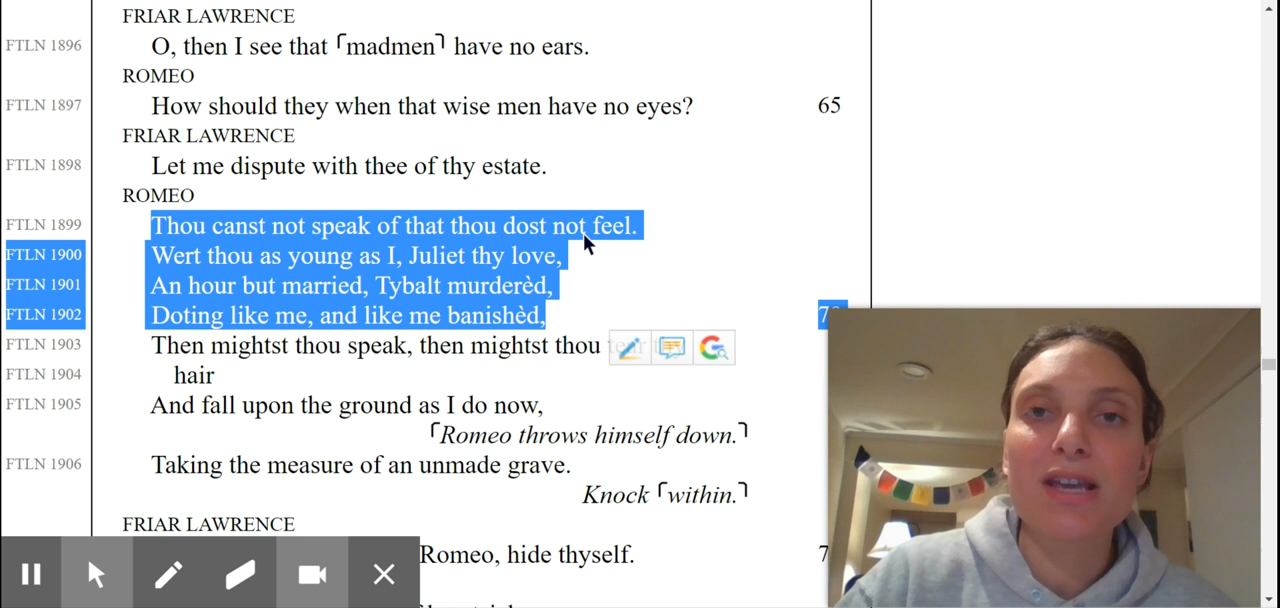 FRIAR LAWRENCE
FTLN 1896 O, then I see that ⌜madmen⌝ have no ears.
ROMEO
FTLN 1897 How should they when that wise men have no eyes? 65
FRIAR LAWRENCE
FTLN 1898 Let me dispute with thee of thy estate.
ROMEO
FTLN 1899 Thou canst not speak of that thou dost not feel.
FTLN 1900 Wert thou as young as I, Juliet thy love,
FTLN 1901 An hour but married, Tybalt murderèd,
FTLN 1902 Doting like me, and like me banishèd,
FTLN 1903 Then mightst thou speak, then mightst thou
FTLN 1904 hair
FTLN 1905 And fall upon the ground as I do now,
⌜Romeo throws himself down.⌝
FTLN 1906 Taking the measure of an unmade grave.
Knock ⌜within.⌝
FRIAR LAWRENCE
Romeo, hide thyself.